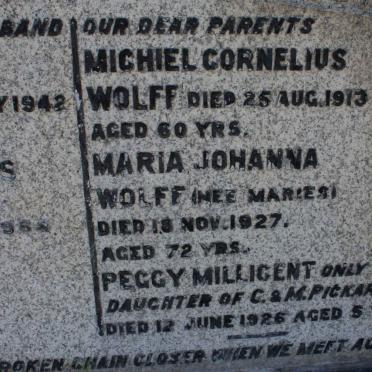 BAND
Y 1942
S
OUR DEAR PARENTS
MICHIEL CORNELIUS
WOLFF DIED 25 AUG. 1913
AGED 60 YRS.
MARIA JOHANNA
WOLFF (NEE MARIES)
DIED 18 NOV. 1927.
AGED 72 YRS.
PEGGY MILLICENT ONLY
DAUGHTER OF C. & M. PICKAR
DIED 12 JUNE 1926 AGED 5
ROKEN CHAIN CLOSER WHEN WE MEET AG